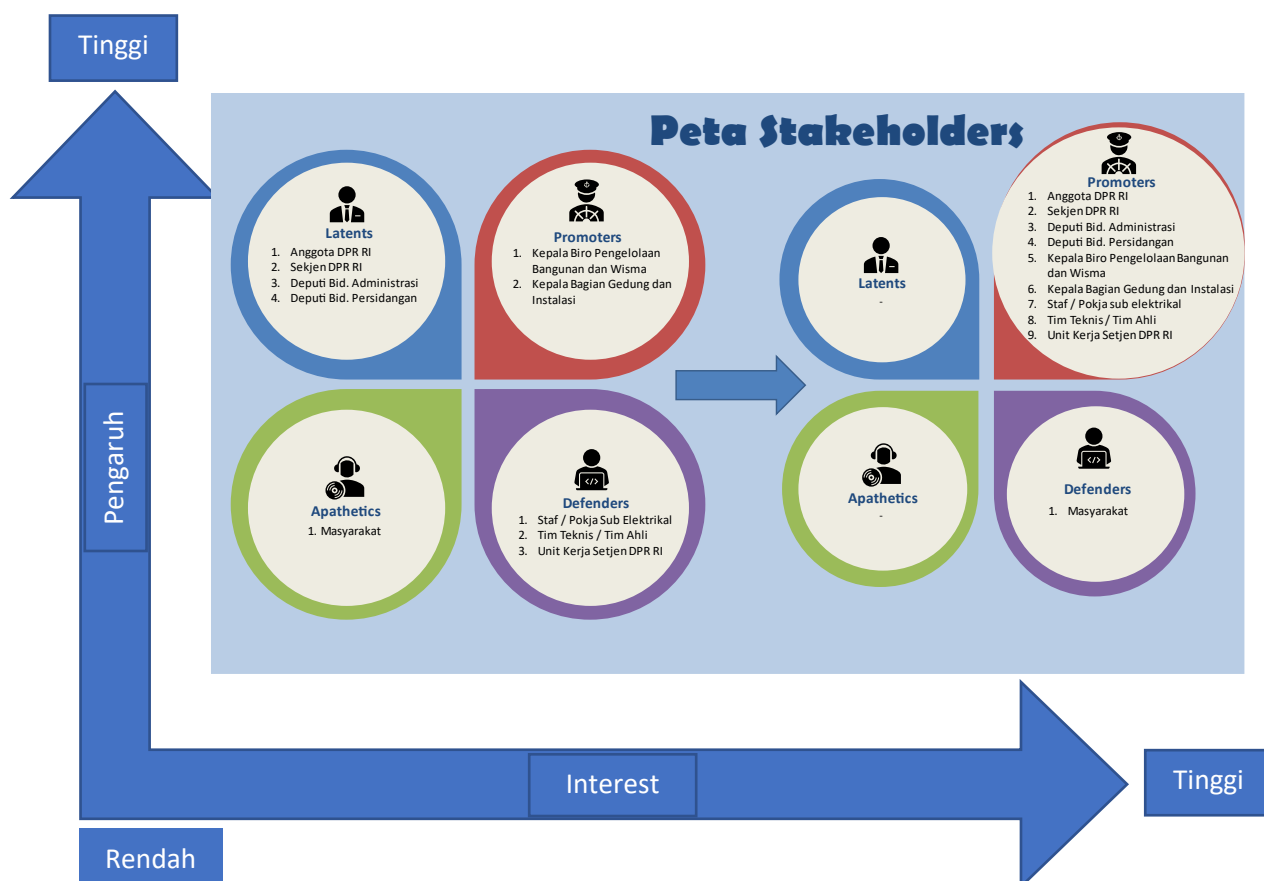 Tinggi
Peta Stakeholders
Latents
1. Anggota DPR RI
2. Sekjen DPR RI
3. Deputi Bid. Administrasi
4. Deputi Bid. Persidangan
Promoters
1. Kepala Biro Pengelolaan
Bangunan dan Wisma
2. Kepala Bagian Gedung dan
Instalasi
Apathetics
1. Masyarakat
Defenders
1. Staf / Pokja Sub Elektrikal
2. Tim Teknis / Tim Ahli
3. Unit Kerja Setjen DPR RI
Latents
-
Promoters
1. Anggota DPR RI
2. Sekjen DPR RI
3. Deputi Bid. Administrasi
4. Deputi Bid. Persidangan
5. Kepala Biro Pengelolaan Bangunan
dan Wisma
6. Kepala Bagian Gedung dan Instalasi
7. Staf / Pokja sub elektrikal
8. Tim Teknis / Tim Ahli
9. Unit Kerja Setjen DPR RI
Apathetics
-
Defenders
1. Masyarakat
Pengaruh
Interest
Tinggi
Rendah